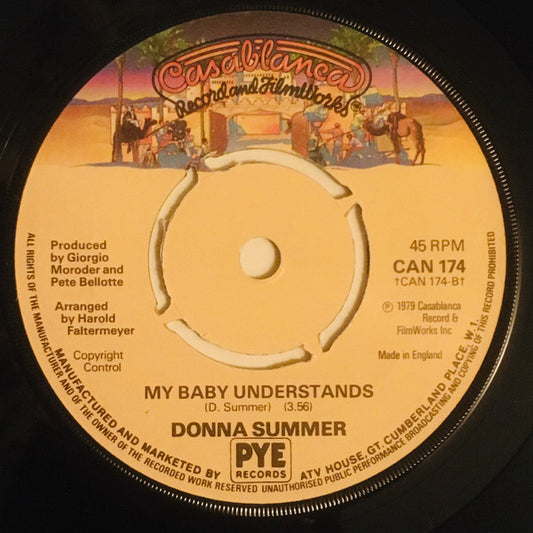 Casablanca
Record and FilmWorks
Produced
by Giorgio
Moroder and
Pete Bellotte
Arranged
by Harold
Faltermeyer
Copyright
Control
45 RPM
CAN 174
†CAN 174-B†
Ⓟ 1979 Casablanca
Record &
FilmWorks Inc
Made in England
MY BABY UNDERSTANDS
(D. Summer) (3.56)
DONNA SUMMER
MANUFACTURED AND MARKETED BY PYE RECORDS ATV HOUSE, GT. CUMBERLAND PLACE, W.1.
ALL RIGHTS OF THE MANUFACTURER AND OF THE OWNER OF THE RECORDED WORK RESERVED UNAUTHORISED PUBLIC PERFORMANCE BROADCASTING AND COPYING OF THIS RECORD PROHIBITED